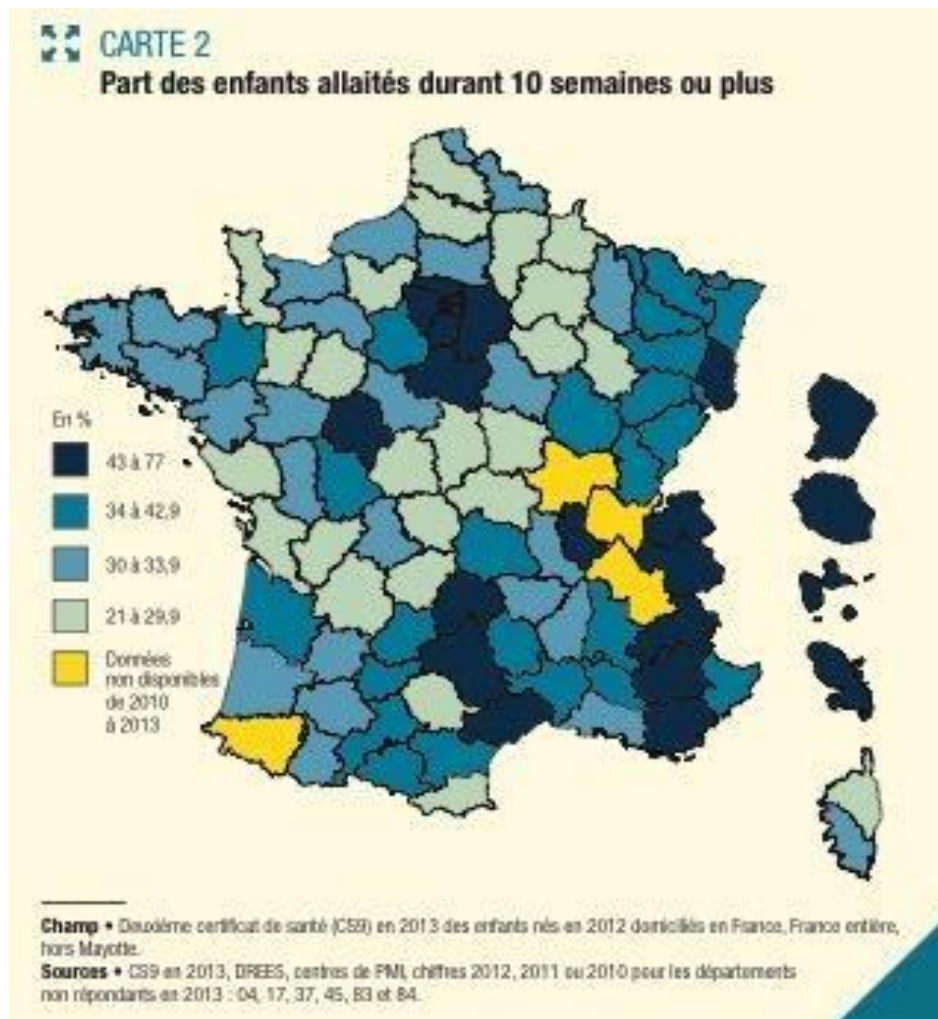 CARTE 2
Part des enfants allaités durant 10 semaines ou plus
En %
43 à 77
34 à 42,9
30 à 33,9
21 à 29,9
Données
non disponibles
de 2010
à 2013
Champ • Deuxième certificat de santé (CS9) en 2013 des enfants nés en 2012 domiciliés en France, France entière,
hors Mayotte.
Sources • CS9 en 2013, DREES, centres de PMI, chiffres 2012, 2011 ou 2010 pour les départements
non répondants en 2013 : 04, 17, 37, 45, 83 et 84.